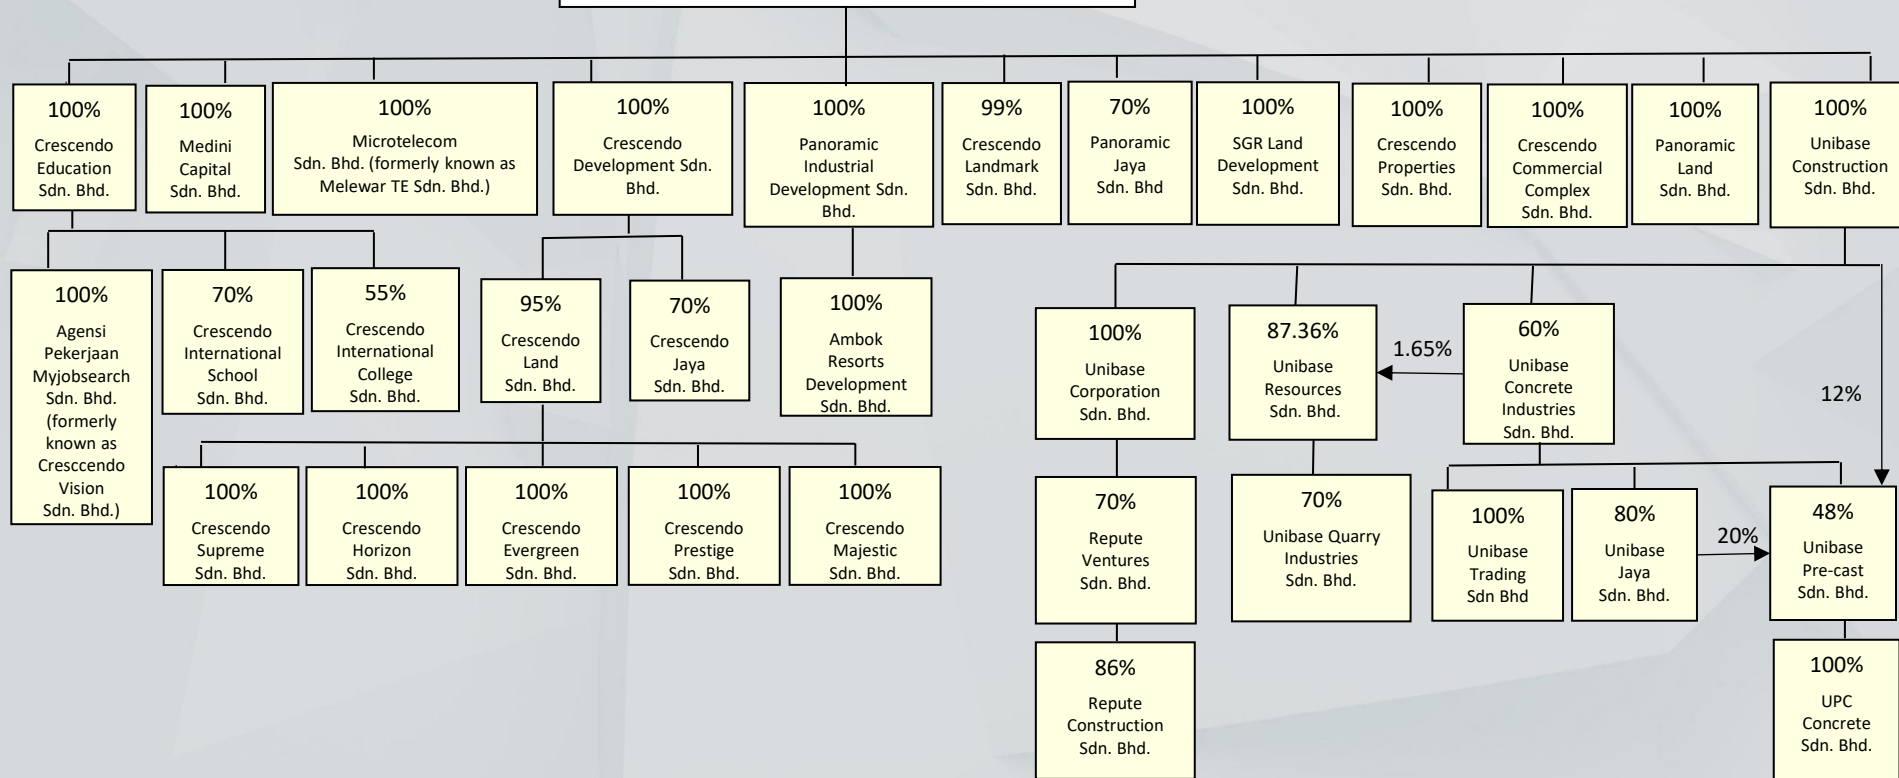 100%
Crescendo
Education
Sdn. Bhd.
100%
Medini
Capital
Sdn. Bhd.
100%
Microtelecom
Sdn. Bhd. (formerly known as
Melewar TE Sdn. Bhd.)
100%
Crescendo
Development Sdn.
Bhd.
100%
Panoramic
Industrial
Development Sdn.
Bhd.
99%
Crescendo
Landmark
Sdn. Bhd.
70%
Panoramic
Jaya
Sdn. Bhd
100%
SGR Land
Development
Sdn. Bhd.
100%
Crescendo
Properties
Sdn. Bhd.
100%
Crescendo
Commercial
Complex
Sdn. Bhd.
100%
Panoramic
Land
Sdn. Bhd.
100%
Unibase
Construction
Sdn. Bhd.
100%
Agensi
Pekerjaan
Myjobsearch
Sdn. Bhd.
(formerly
known as
Cresccendo
Vision
Sdn. Bhd.)
70%
Crescendo
International
School
Sdn. Bhd.
55%
Crescendo
International
College
Sdn. Bhd.
95%
Crescendo
Land
Sdn. Bhd.
70%
Crescendo
Jaya
Sdn. Bhd.
100%
Ambok
Resorts
Development
Sdn. Bhd.
100%
Unibase
Corporation
Sdn. Bhd.
87.36%
Unibase
Resources
Sdn. Bhd.
1.65%
60%
Unibase
Concrete
Industries
Sdn. Bhd.
12%
100%
Crescendo
Supreme
Sdn. Bhd.
100%
Crescendo
Horizon
Sdn. Bhd.
100%
Crescendo
Evergreen
Sdn. Bhd.
100%
Crescendo
Prestige
Sdn. Bhd.
100%
Crescendo
Majestic
Sdn. Bhd.
70%
Repute
Ventures
Sdn. Bhd.
70%
Unibase Quarry
Industries
Sdn. Bhd.
100%
Unibase
Trading
Sdn Bhd
80%
Unibase
Jaya
Sdn. Bhd.
20%
48%
Unibase
Pre-cast
Sdn. Bhd.
86%
Repute
Construction
Sdn. Bhd.
100%
UPC
Concrete
Sdn. Bhd.